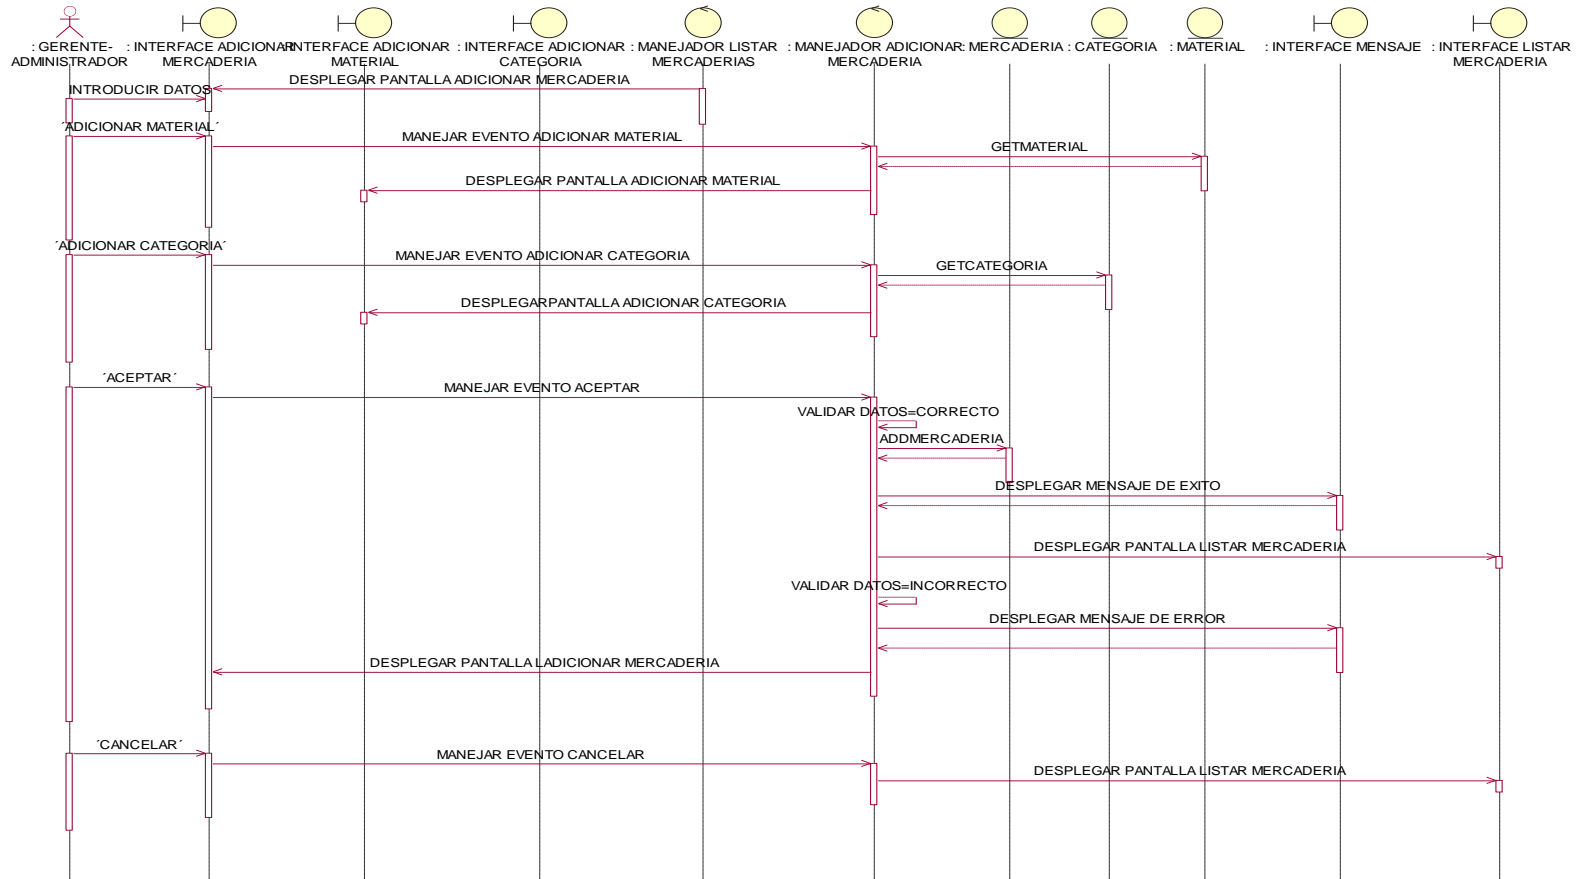 : GERENTE-
ADMINISTRADOR
: INTERFACE ADICIONAR
MERCADERIA
INTERFACE ADICIONAR
MATERIAL
: INTERFACE ADICIONAR
CATEGORIA
: MANEJADOR LISTAR
MERCADERIAS
: MANEJADOR ADICIONAR
MERCADERIA
: MERCADERIA
: CATEGORIA
: MATERIAL
: INTERFACE MENSAJE
: INTERFACE LISTAR
MERCADERIA
DESPLEGAR PANTALLA ADICIONAR MERCADERIA
INTRODUCIR DATOS
´ADICIONAR MATERIAL´
MANEJAR EVENTO ADICIONAR MATERIAL
GETMATERIAL
DESPLEGAR PANTALLA ADICIONAR MATERIAL
´ADICIONAR CATEGORIA´
MANEJAR EVENTO ADICIONAR CATEGORIA
GETCATEGORIA
DESPLEGARPANTALLA ADICIONAR CATEGORIA
´ACEPTAR´
MANEJAR EVENTO ACEPTAR
VALIDAR DATOS=CORRECTO
ADDMERCADERIA
DESPLEGAR MENSAJE DE EXITO
DESPLEGAR PANTALLA LISTAR MERCADERIA
VALIDAR DATOS=INCORRECTO
DESPLEGAR MENSAJE DE ERROR
DESPLEGAR PANTALLA LADICIONAR MERCADERIA
´CANCELAR´
MANEJAR EVENTO CANCELAR
DESPLEGAR PANTALLA LISTAR MERCADERIA